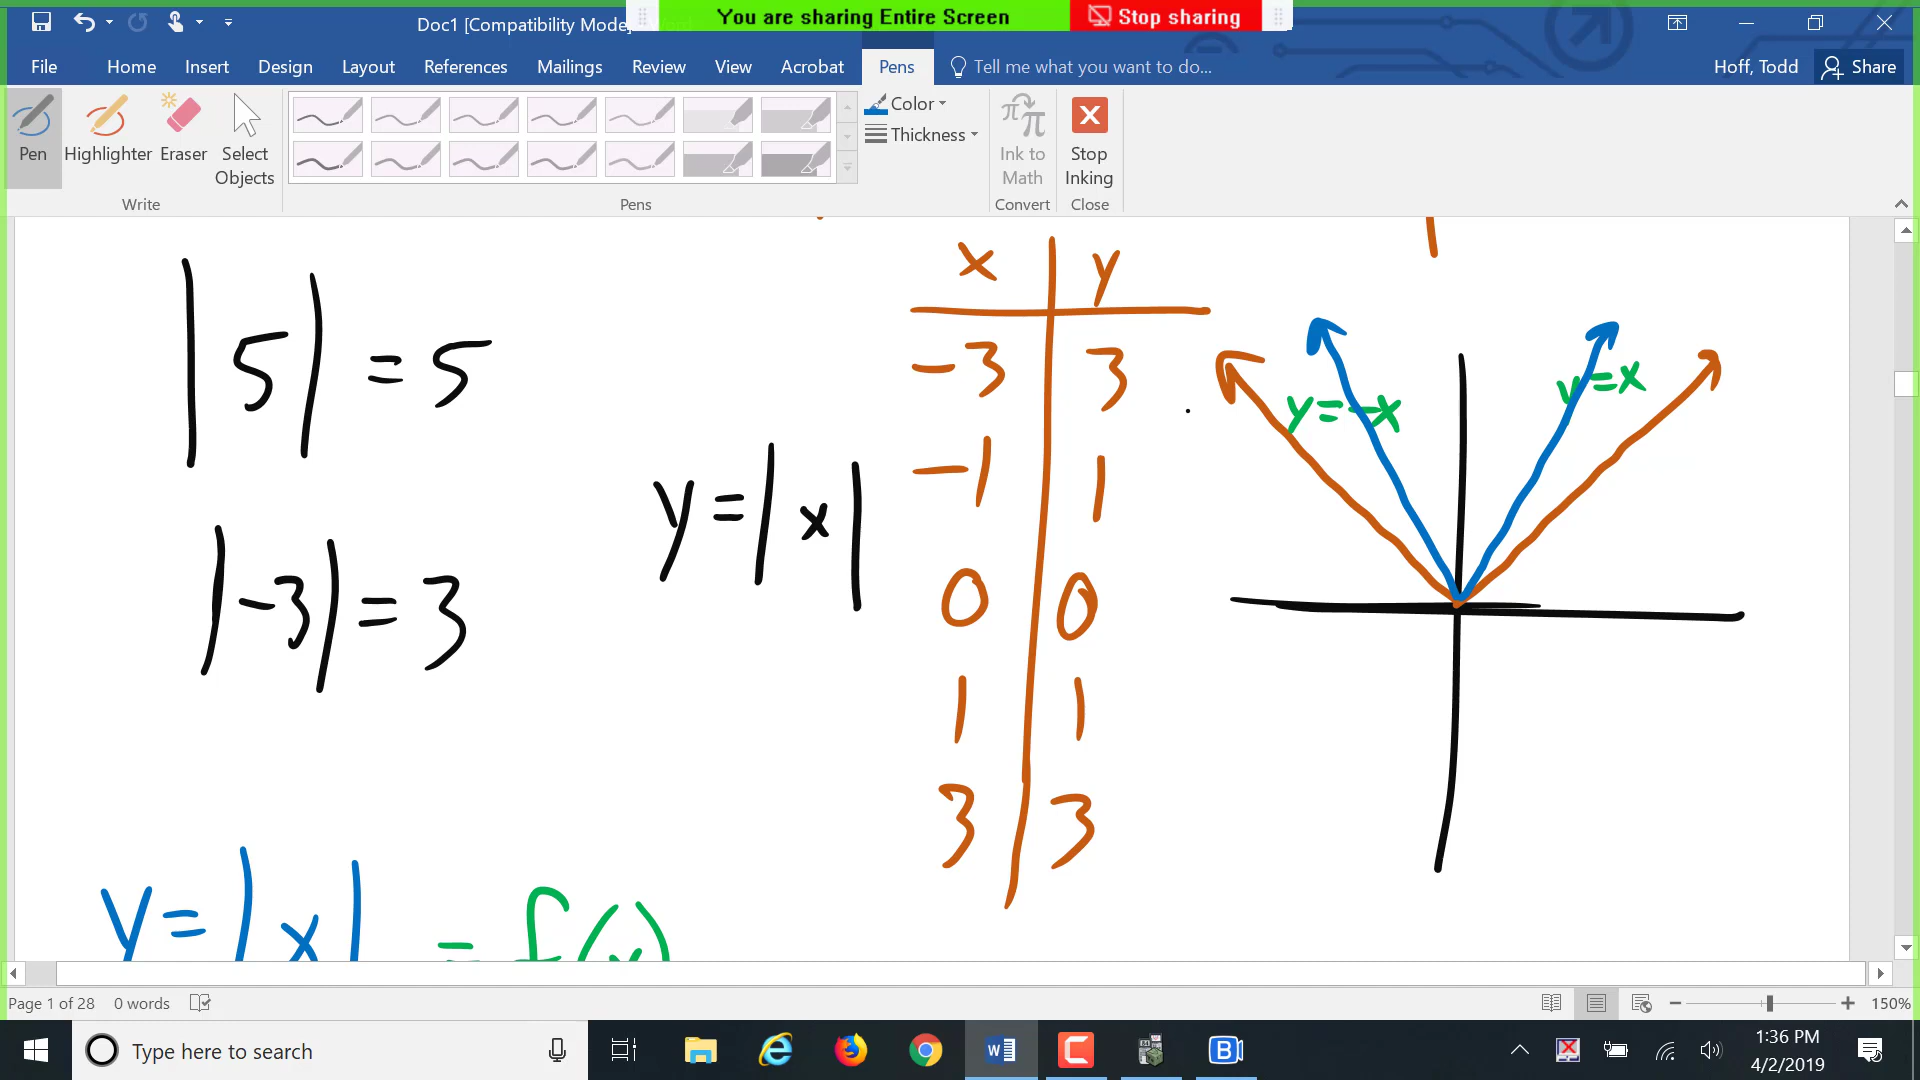 Doc1 [Compatibility Mode]
You are sharing Entire Screen
Stop sharing
File Home Insert Design Layout References Mailings Review View Acrobat Pens Tell me what you want to do... Hoff, Todd Share
Pen Highlighter Eraser Select Objects
Color
Thickness
Ink to Math
Stop Inking
Write Pens Convert Close
|5| = 5
|-3| = 3
y = |x|
x y
-3 3
-1 1
0 0
1 1
3 3
y = -x
y = x
y = |x| = f(x)
Page 1 of 28 0 words 150%
Type here to search
1:36 PM
4/2/2019